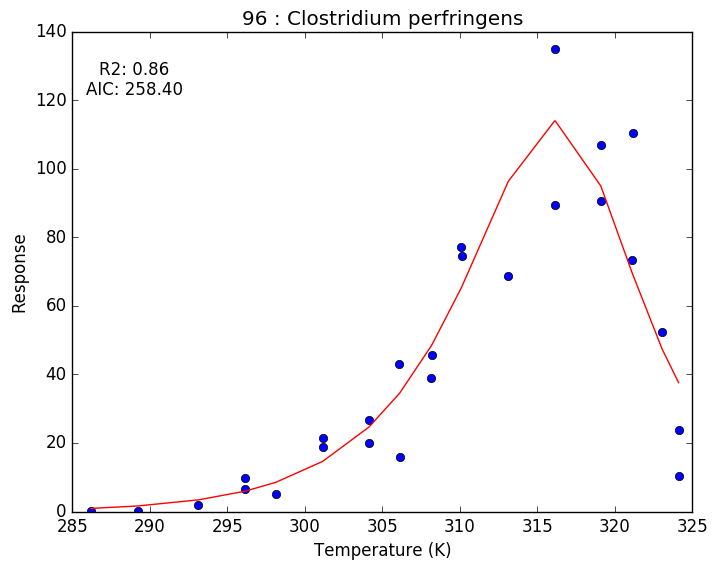 96 : Clostridium perfringens
R2: 0.86
AIC: 258.40
140
120
100
80
60
40
20
0
Response
285 290 295 300 305 310 315 320 325
Temperature (K)